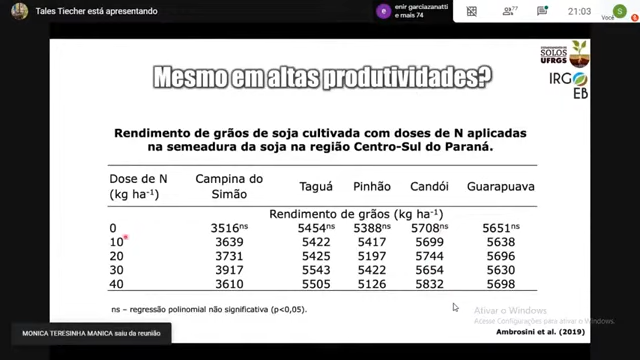 Tales Tiecher está apresentando
enir garciazanatti
e mais 74
77
21:03
Você
S
e
SOLOS
UFRGS
IRG
EB
Mesmo em altas produtividades?
Rendimento de grãos de soja cultivada com doses de N aplicadas
na semeadura da soja na região Centro-Sul do Paraná.
Dose de N (kg ha⁻¹) Campina do Simão Taguá Pinhão Candói Guarapuava
Rendimento de grãos (kg ha⁻¹)
0 3516ns 5454ns 5388ns 5708ns 5651ns
10 3639 5422 5417 5699 5638
20 3731 5425 5197 5744 5696
30 3917 5543 5422 5654 5630
40 3610 5505 5126 5832 5698
ns – regressão polinomial não significativa (p<0,05).
Ativar o Windows
Acesse Configurações para ativar o Windows.
MONICA TERESINHA MANICA saiu da reunião
Ambrosini et al. (2019)